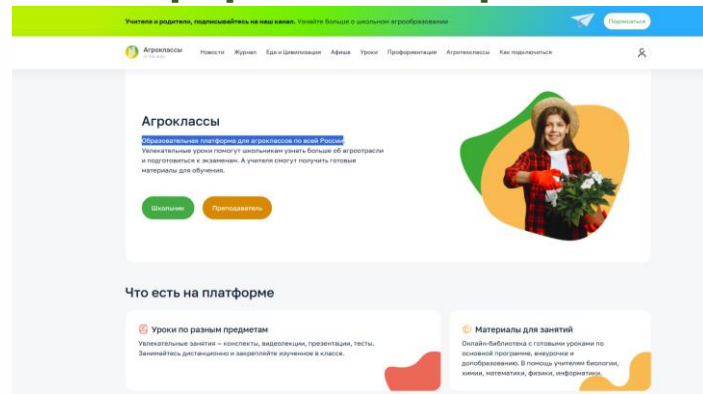 Учителя и родители, подписывайтесь на наш канал. Узнайте больше о школьном агрообразовании
Подписаться
Агроклассы
Новости Журнал Еда и Цивилизация Афиша Уроки Профориентация Агротехклассы Как подключиться
Агроклассы
Образовательная платформа для агроклассов по всей России
Увлекательные уроки помогут школьникам узнать больше об агроотрасли
и подготовиться к экзаменам. А учителя смогут получить готовые
материалы для обучения.
Школьник
Преподаватель
Что есть на платформе
Уроки по разным предметам
Увлекательные занятия – конспекты, видеолекции, презентации, тесты.
Занимайтесь дистанционно и закрепляйте изученное в классе.
Материалы для занятий
Онлайн-библиотека с готовыми уроками по
основной программе, внеурочке и
допобразованию. В помощь учителям биологии,
химии, математики, физики, информатики.